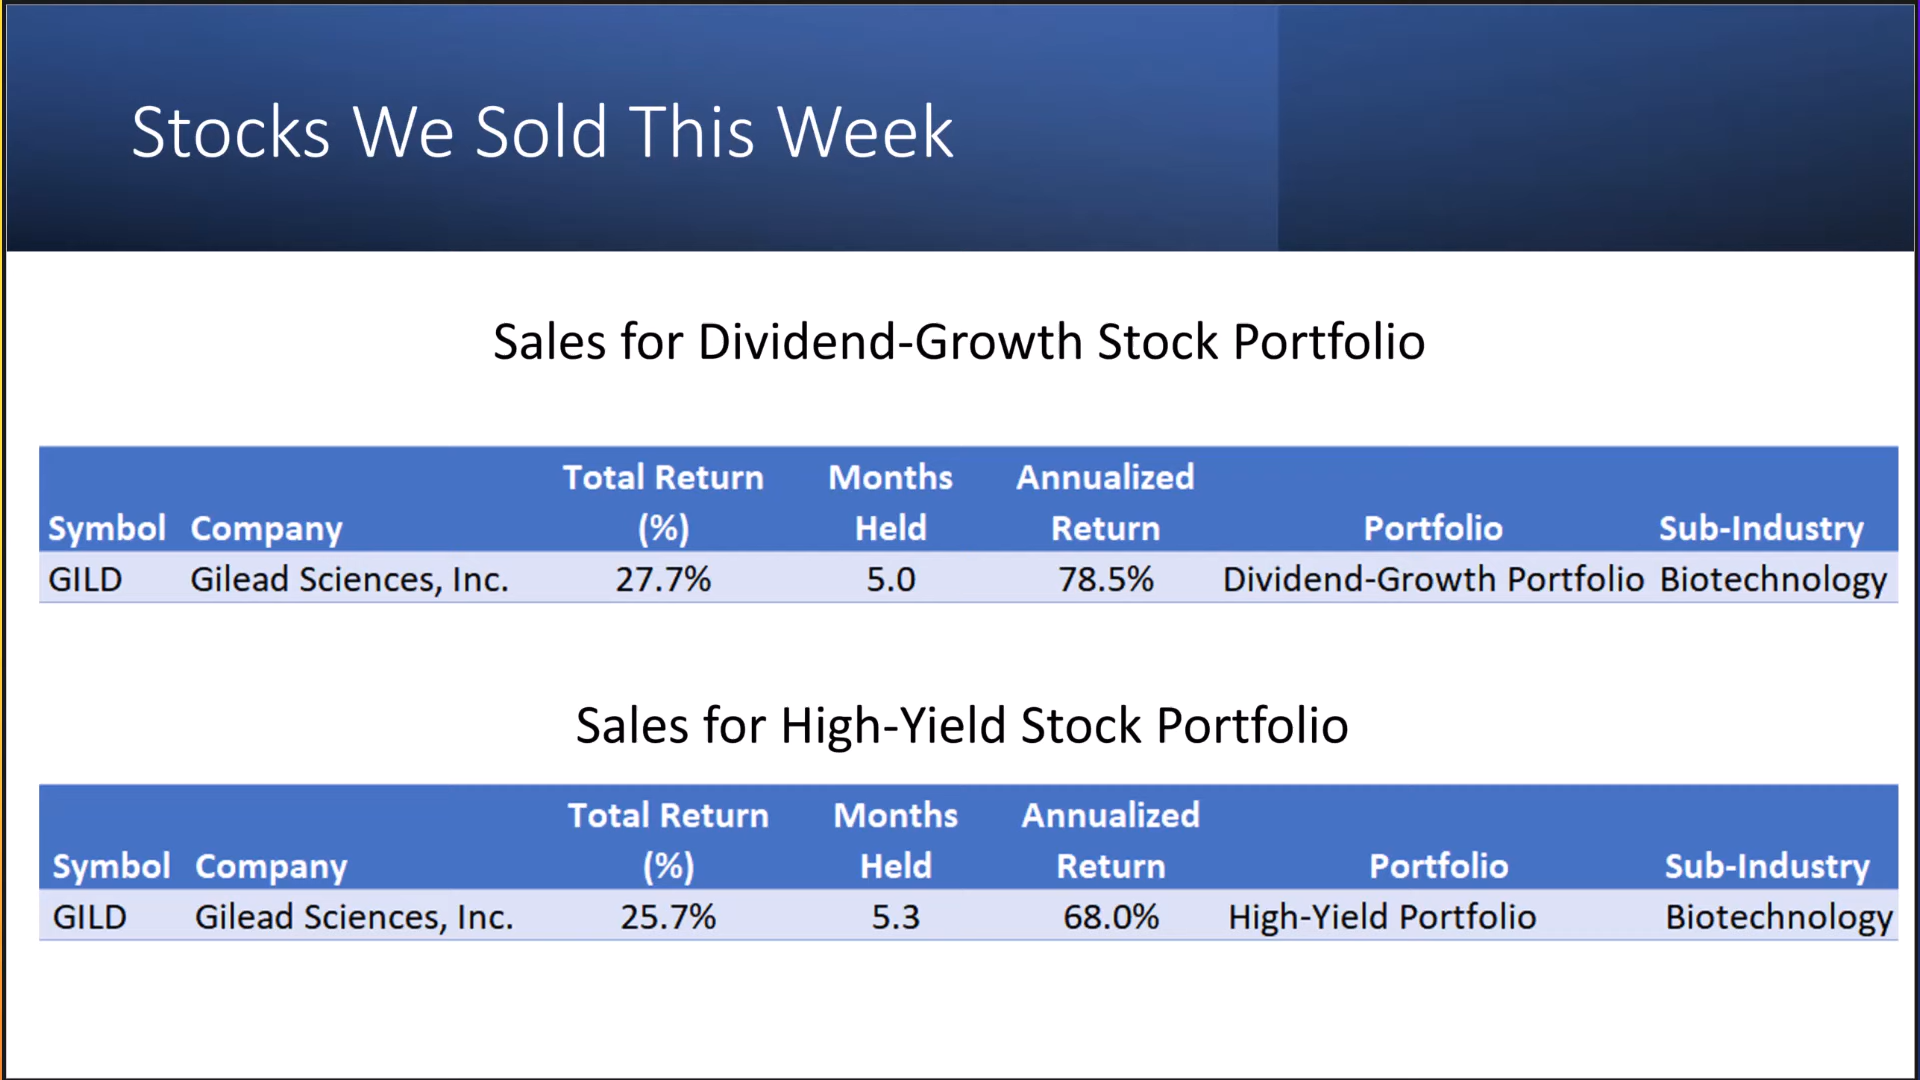 Stocks We Sold This Week
Sales for Dividend-Growth Stock Portfolio
Total Return Months Annualized
Symbol Company (%) Held Return Portfolio Sub-Industry
GILD Gilead Sciences, Inc. 27.7% 5.0 78.5% Dividend-Growth Portfolio Biotechnology
Sales for High-Yield Stock Portfolio
Total Return Months Annualized
Symbol Company (%) Held Return Portfolio Sub-Industry
GILD Gilead Sciences, Inc. 25.7% 5.3 68.0% High-Yield Portfolio Biotechnology